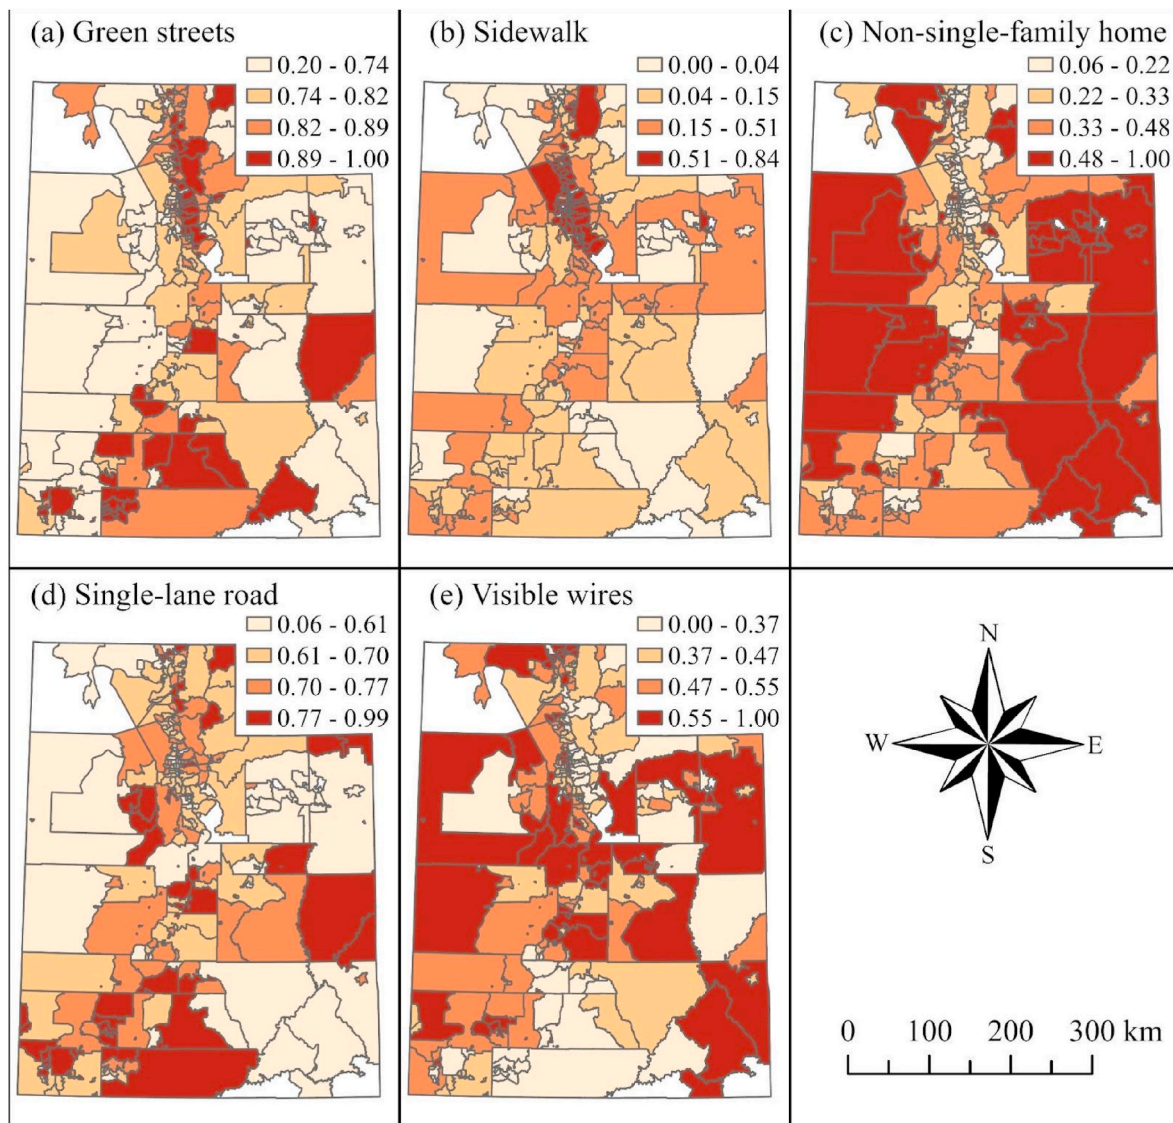 (a) Green streets
0.20 - 0.74
0.74 - 0.82
0.82 - 0.89
0.89 - 1.00
(b) Sidewalk
0.00 - 0.04
0.04 - 0.15
0.15 - 0.51
0.51 - 0.84
(c) Non-single-family home
0.06 - 0.22
0.22 - 0.33
0.33 - 0.48
0.48 - 1.00
(d) Single-lane road
0.06 - 0.61
0.61 - 0.70
0.70 - 0.77
0.77 - 0.99
(e) Visible wires
0.00 - 0.37
0.37 - 0.47
0.47 - 0.55
0.55 - 1.00
N
W E
S
0 100 200 300 km